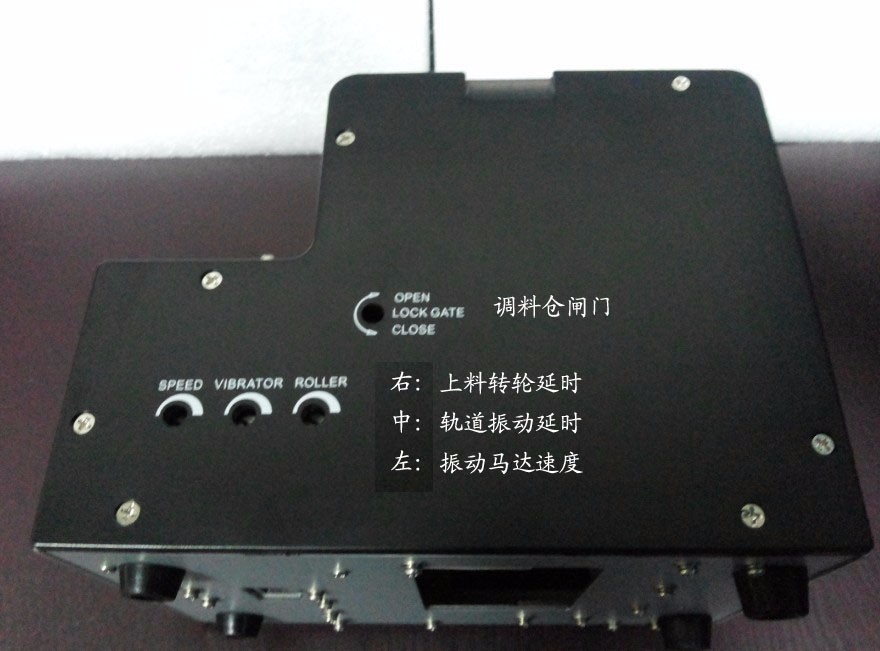 OPEN
LOCK GATE
CLOSE
调料仓闸门
SPEED VIBRATOR ROLLER
右：上料转轮延时
中：轨道振动延时
左：振动马达速度